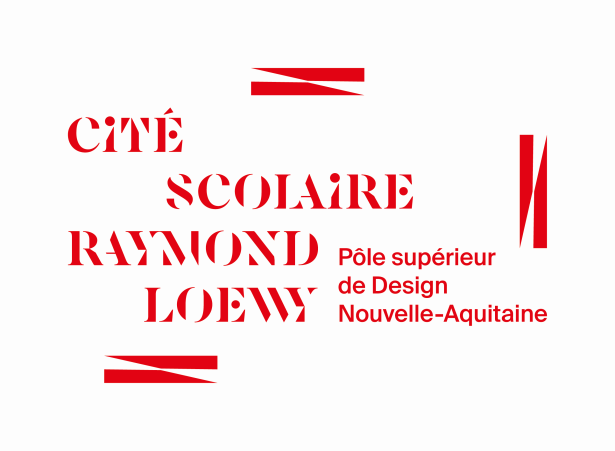 CiTÉ
SCOLAiRE
RAYMOND
LOEWY
Pôle supérieur
de Design
Nouvelle-Aquitaine